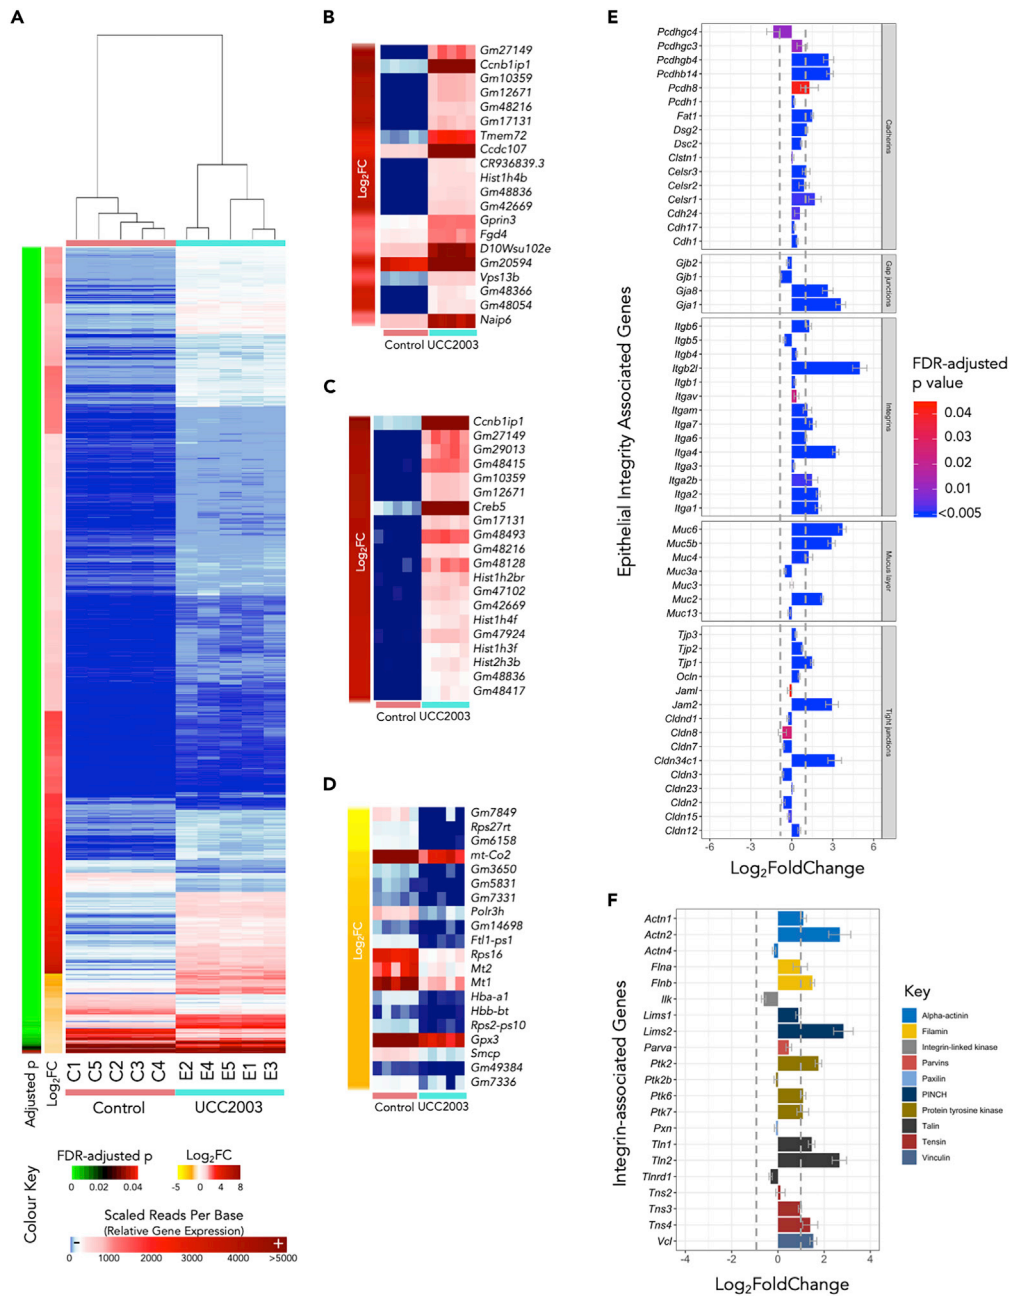 A
Adjusted p
Log2FC
C1
C5
C2
C3
C4
E2
E4
E5
E1
E3
Control
UCC2003
Colour Key
FDR-adjusted p
0
0.02
0.04
Log2FC
-5
0
4
8
Scaled Reads Per Base
(Relative Gene Expression)
-
+
0
1000
2000
3000
4000
>5000
B
Log2FC
Gm27149
Ccnb1ip1
Gm10359
Gm12671
Gm48216
Gm17131
Tmem72
Ccdc107
CR936839.3
Hist1h4b
Gm48836
Gm42669
Gprin3
Fgd4
D10Wsu102e
Gm20594
Vps13b
Gm48366
Gm48054
Naip6
Control UCC2003
C
Log2FC
Ccnb1ip1
Gm27149
Gm29013
Gm48415
Gm10359
Gm12671
Creb5
Gm17131
Gm48493
Gm48216
Gm48128
Hist1h2br
Gm47102
Gm42669
Hist1h4f
Gm47924
Hist1h3f
Hist2h3b
Gm48836
Gm48417
Control UCC2003
D
Log2FC
Gm7849
Rps27rt
Gm6158
mt-Co2
Gm3650
Gm5831
Gm7331
Polr3h
Gm14698
Ftl1-ps1
Rps16
Mt2
Mt1
Hba-a1
Hbb-bt
Rps2-ps10
Gpx3
Smcp
Gm49384
Gm7336
Control UCC2003
E
Epithelial Integrity Associated Genes
Pcdhgc4
Pcdhgc3
Pcdhgb4
Pcdhb14
Pcdh8
Pcdh1
Fat1
Dsg2
Dsc2
Clstn1
Celsr3
Celsr2
Celsr1
Cdh24
Cdh17
Cdh1
Cadherins
Gjb2
Gjb1
Gja8
Gja1
Gap junctions
Itgb6
Itgb5
Itgb4
Itgb2l
Itgb1
Itgav
Itgam
Itga7
Itga6
Itga4
Itga3
Itga2b
Itga2
Itga1
Integrins
Muc6
Muc5b
Muc4
Muc3a
Muc3
Muc2
Muc13
Mucous layer
Tjp3
Tjp2
Tjp1
Ocln
Jaml
Jam2
Cldnd1
Cldn8
Cldn7
Cldn34c1
Cldn3
Cldn23
Cldn2
Cldn15
Cldn12
Tight junctions
-6
-3
0
3
6
Log2FoldChange
FDR-adjusted
p value
0.04
0.03
0.02
0.01
<0.005
F
Integrin-associated Genes
Actn1
Actn2
Actn4
Flna
Flnb
Ilk
Lims1
Lims2
Parva
Ptk2
Ptk2b
Ptk6
Ptk7
Pxn
Tln1
Tln2
Tlnrd1
Tns2
Tns3
Tns4
Vcl
-4
-2
0
2
4
Log2FoldChange
Key
Alpha-actinin
Filamin
Integrin-linked kinase
Parvins
Paxilin
PINCH
Protein tyrosine kinase
Talin
Tensin
Vinculin